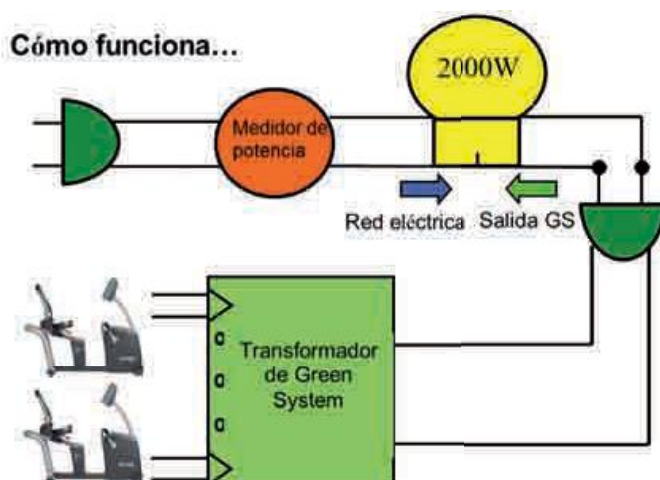 Cómo funciona...
2000W
Medidor de
potencia
Red eléctrica
Salida GS
Transformador
de Green
System